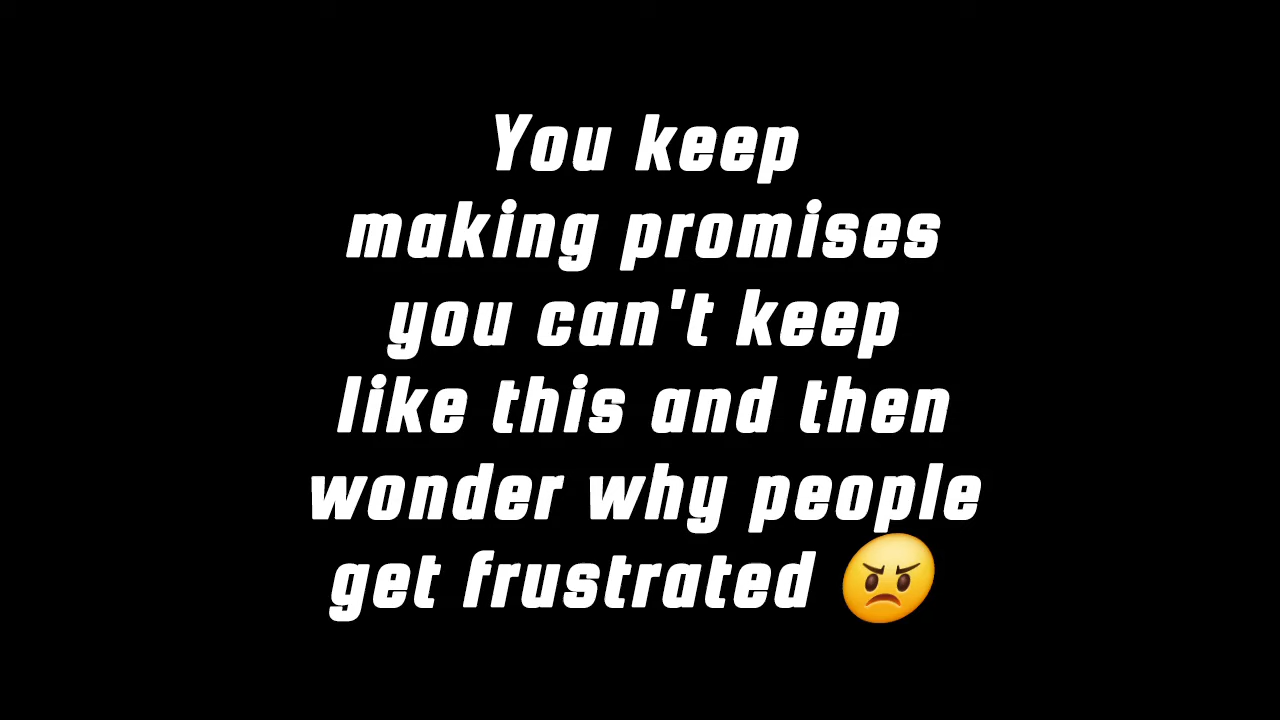 You keep
making promises
you can't keep
like this and then
wonder why people
get frustrated 😠